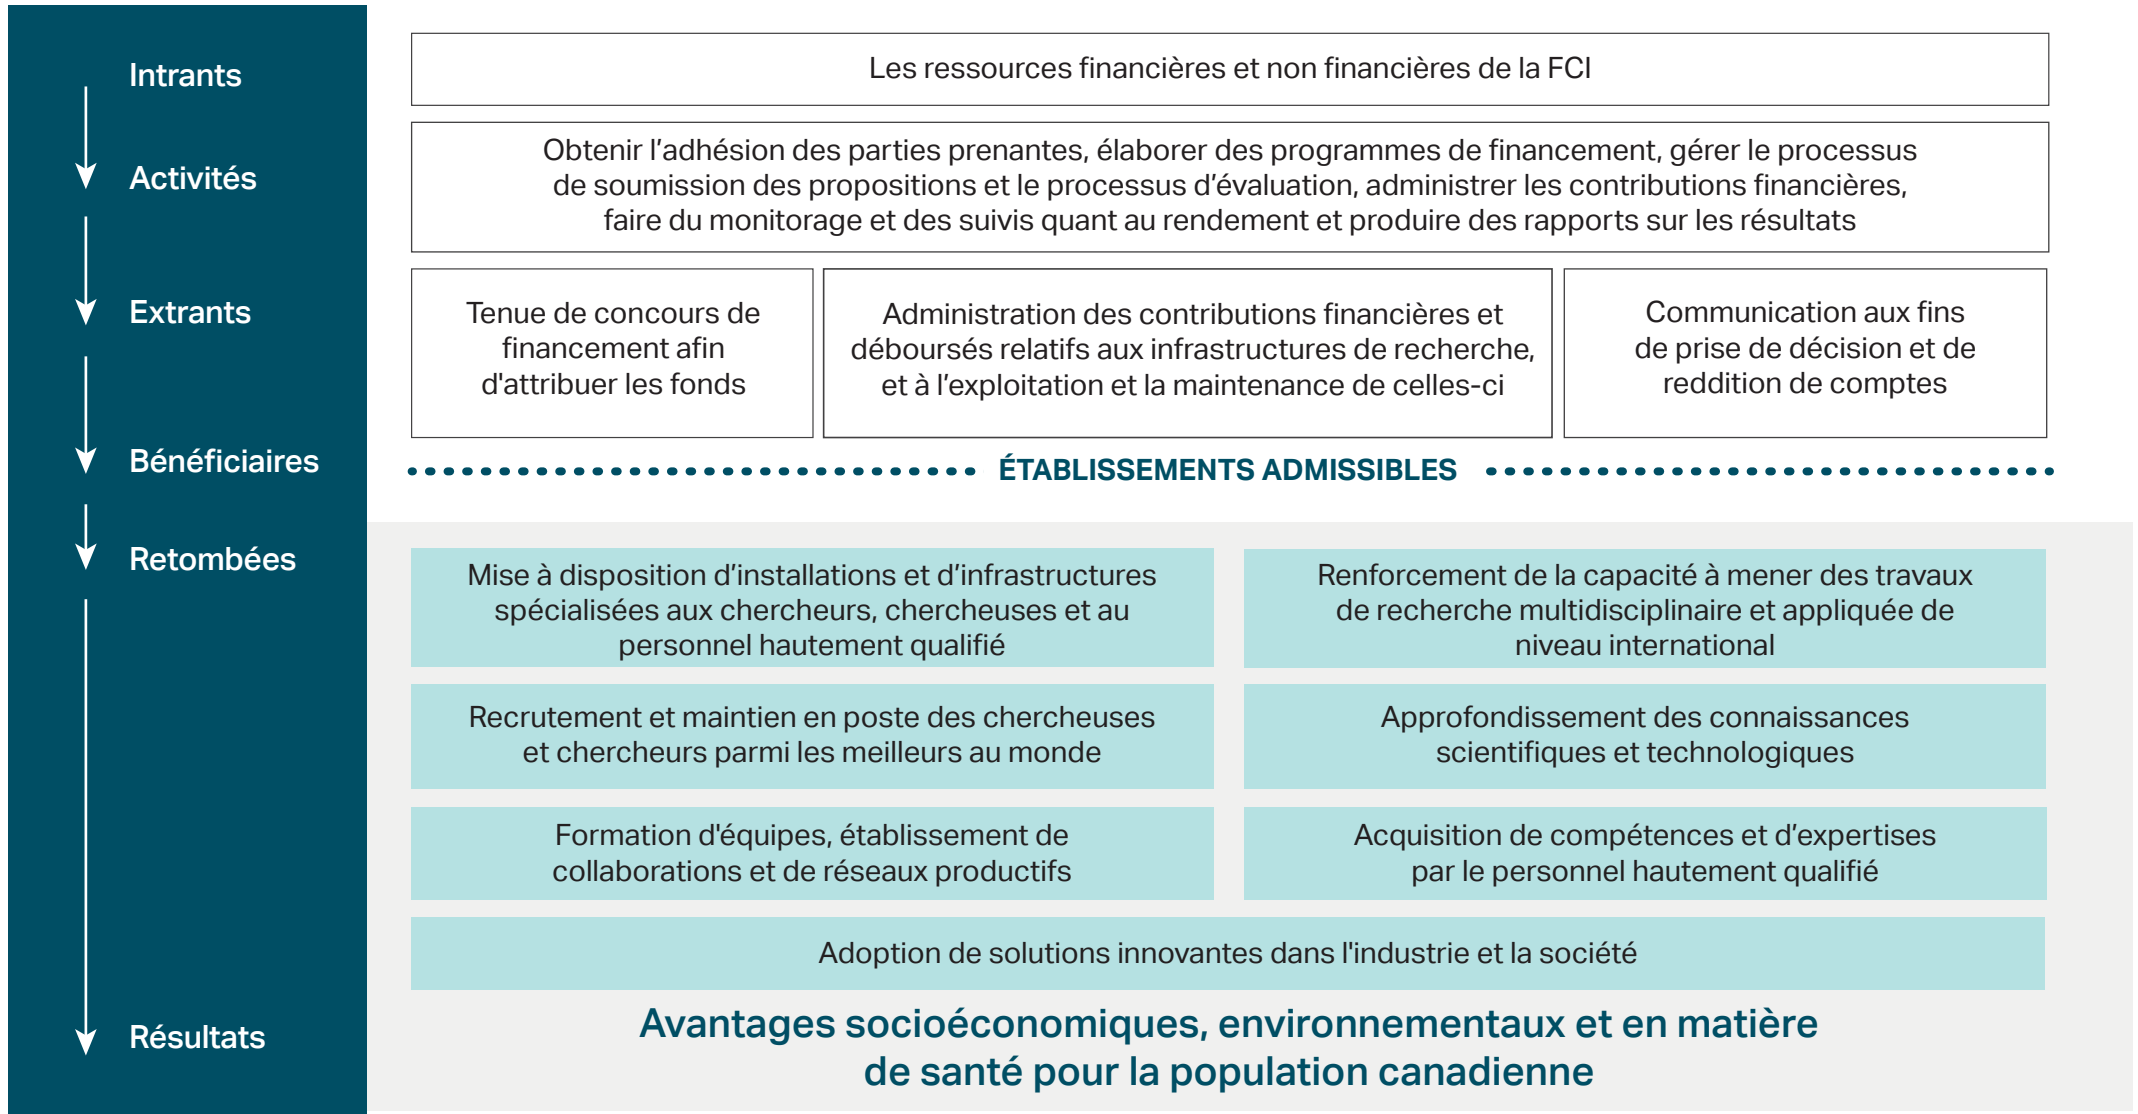 Intrants
Les ressources financières et non financières de la FCI
Activités
Obtenir l’adhésion des parties prenantes, élaborer des programmes de financement, gérer le processus
de soumission des propositions et le processus d’évaluation, administrer les contributions financières,
faire du monitorage et des suivis quant au rendement et produire des rapports sur les résultats
Extrants
Tenue de concours de
financement afin
d'attribuer les fonds
Administration des contributions financières et
déboursés relatifs aux infrastructures de recherche,
et à l’exploitation et la maintenance de celles-ci
Communication aux fins
de prise de décision et de
reddition de comptes
Bénéficiaires
ÉTABLISSEMENTS ADMISSIBLES
Retombées
Mise à disposition d’installations et d’infrastructures
spécialisées aux chercheurs, chercheuses et au
personnel hautement qualifié
Renforcement de la capacité à mener des travaux
de recherche multidisciplinaire et appliquée de
niveau international
Recrutement et maintien en poste des chercheuses
et chercheurs parmi les meilleurs au monde
Approfondissement des connaissances
scientifiques et technologiques
Formation d'équipes, établissement de
collaborations et de réseaux productifs
Acquisition de compétences et d’expertises
par le personnel hautement qualifié
Adoption de solutions innovantes dans l'industrie et la société
Résultats
Avantages socioéconomiques, environnementaux et en matière
de santé pour la population canadienne